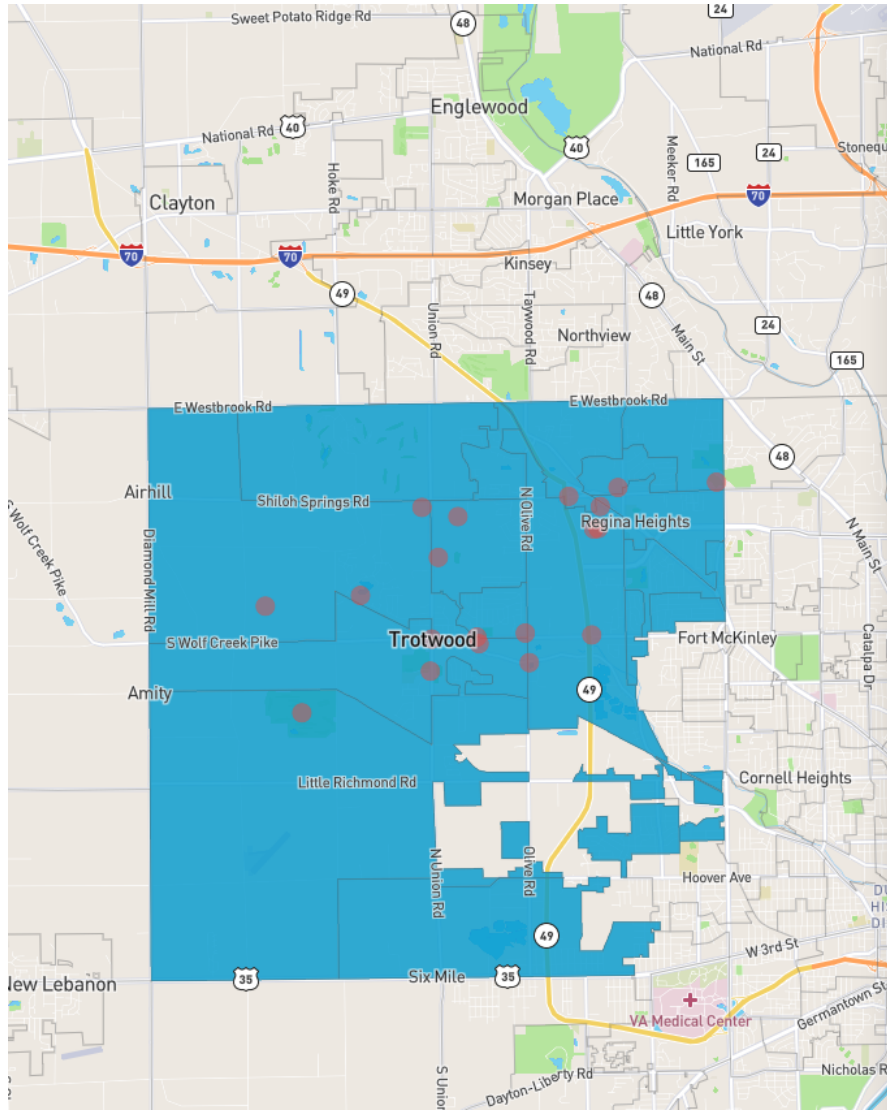 Sweet Potato Ridge Rd
48
24
National Rd
Englewood
National Rd
40
40
Hoke Rd
Meeker Rd
165
24
Clayton
Morgan Place
70
Little York
70
70
Kinsey
49
48
Union Rd
Taywood Rd
Northview
Main St
24
165
E Westbrook Rd
E Westbrook Rd
48
Airhill
Shiloh Springs Rd
N Olive Rd
Regina Heights
N Main St
S Wolf Creek Pike
Diamond Mill Rd
S Wolf Creek Pike
Trotwood
Fort McKinley
Catalpa Dr
Amity
49
Little Richmond Rd
Cornell Heights
N Union Rd
Olive Rd
Hoover Ave
49
W 3rd St
New Lebanon
35
Six Mile
35
VA Medical Center
Germantown St
S Union
Dayton-Liberty Rd
Nicholas R